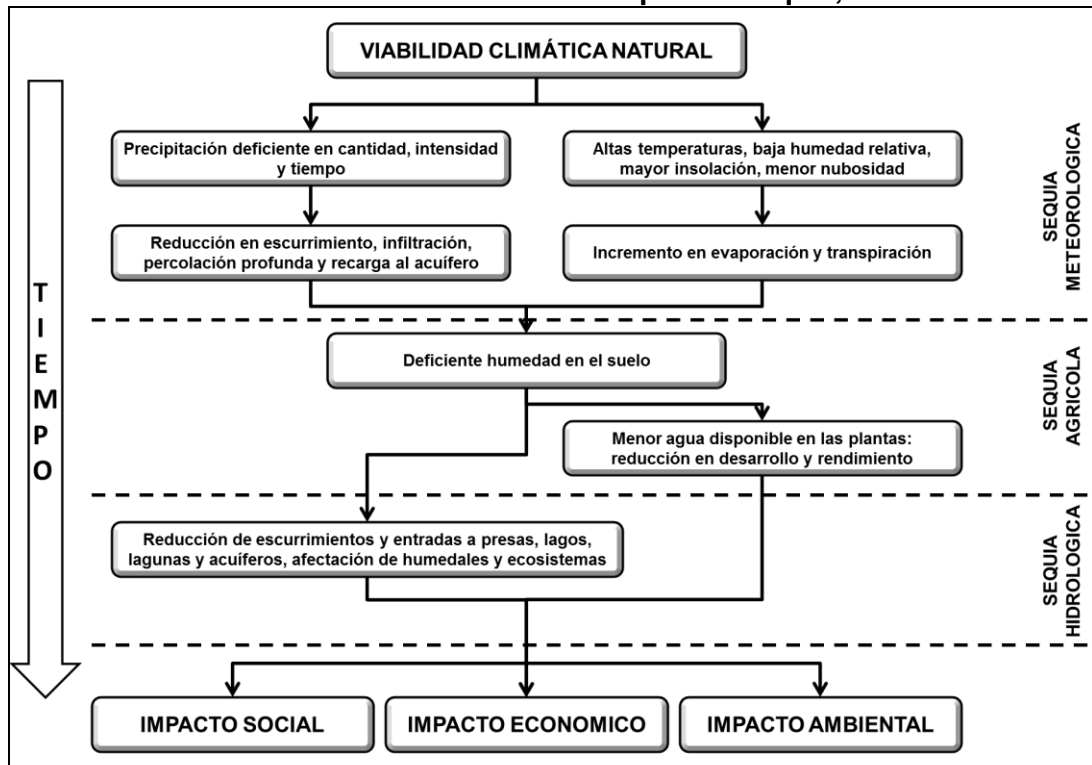 VIABILIDAD CLIMÁTICA NATURAL
Precipitación deficiente en cantidad, intensidad
y tiempo
Altas temperaturas, baja humedad relativa,
mayor insolación, menor nubosidad
Reducción en escurrimiento, infiltración,
percolación profunda y recarga al acuífero
Incremento en evaporación y transpiración
SEQUIA
METEOROLOGICA
TIEMPO
Deficiente humedad en el suelo
Menor agua disponible en las plantas:
reducción en desarrollo y rendimiento
SEQUIA
AGRICOLA
Reducción de escurrimientos y entradas a presas, lagos,
lagunas y acuíferos, afectación de humedales y ecosistemas
SEQUIA
HIDROLOGICA
IMPACTO SOCIAL
IMPACTO ECONOMICO
IMPACTO AMBIENTAL